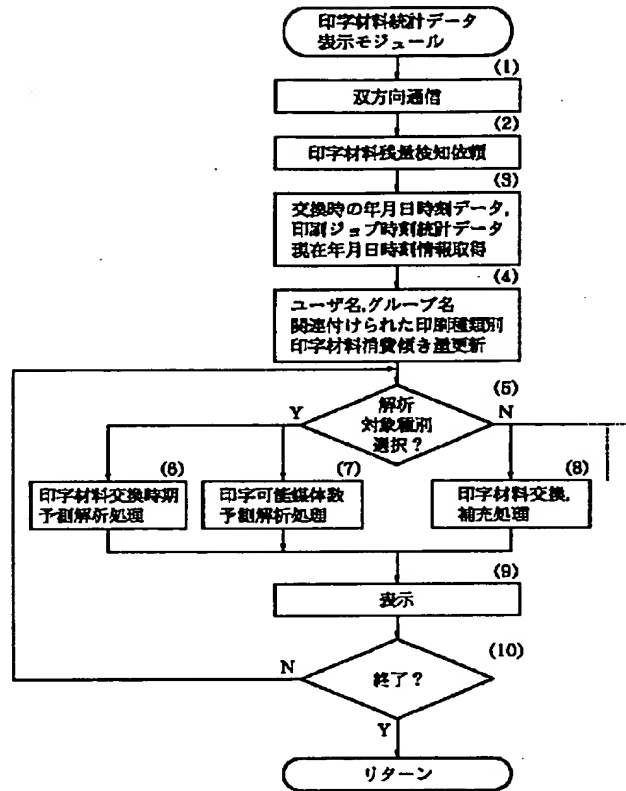 印字材料統計データ
表示モジュール
(1)
双方向通信
(2)
印字材料残量検知依頼
(3)
交換時の年月日時刻データ,
印刷ジョブ時刻統計データ
現在年月日時刻情報取得
(4)
ユーザ名,グループ名
関連付けられた印刷種類別
印字材料消費傾き量更新
(5)
Y
解析
対象種別
選択?
N
(6)
印字材料交換時期
予測解析処理
(7)
印字可能媒体数
予測解析処理
(8)
印字材料交換,
補充処理
(9)
表示
(10)
N
終了?
Y
リターン